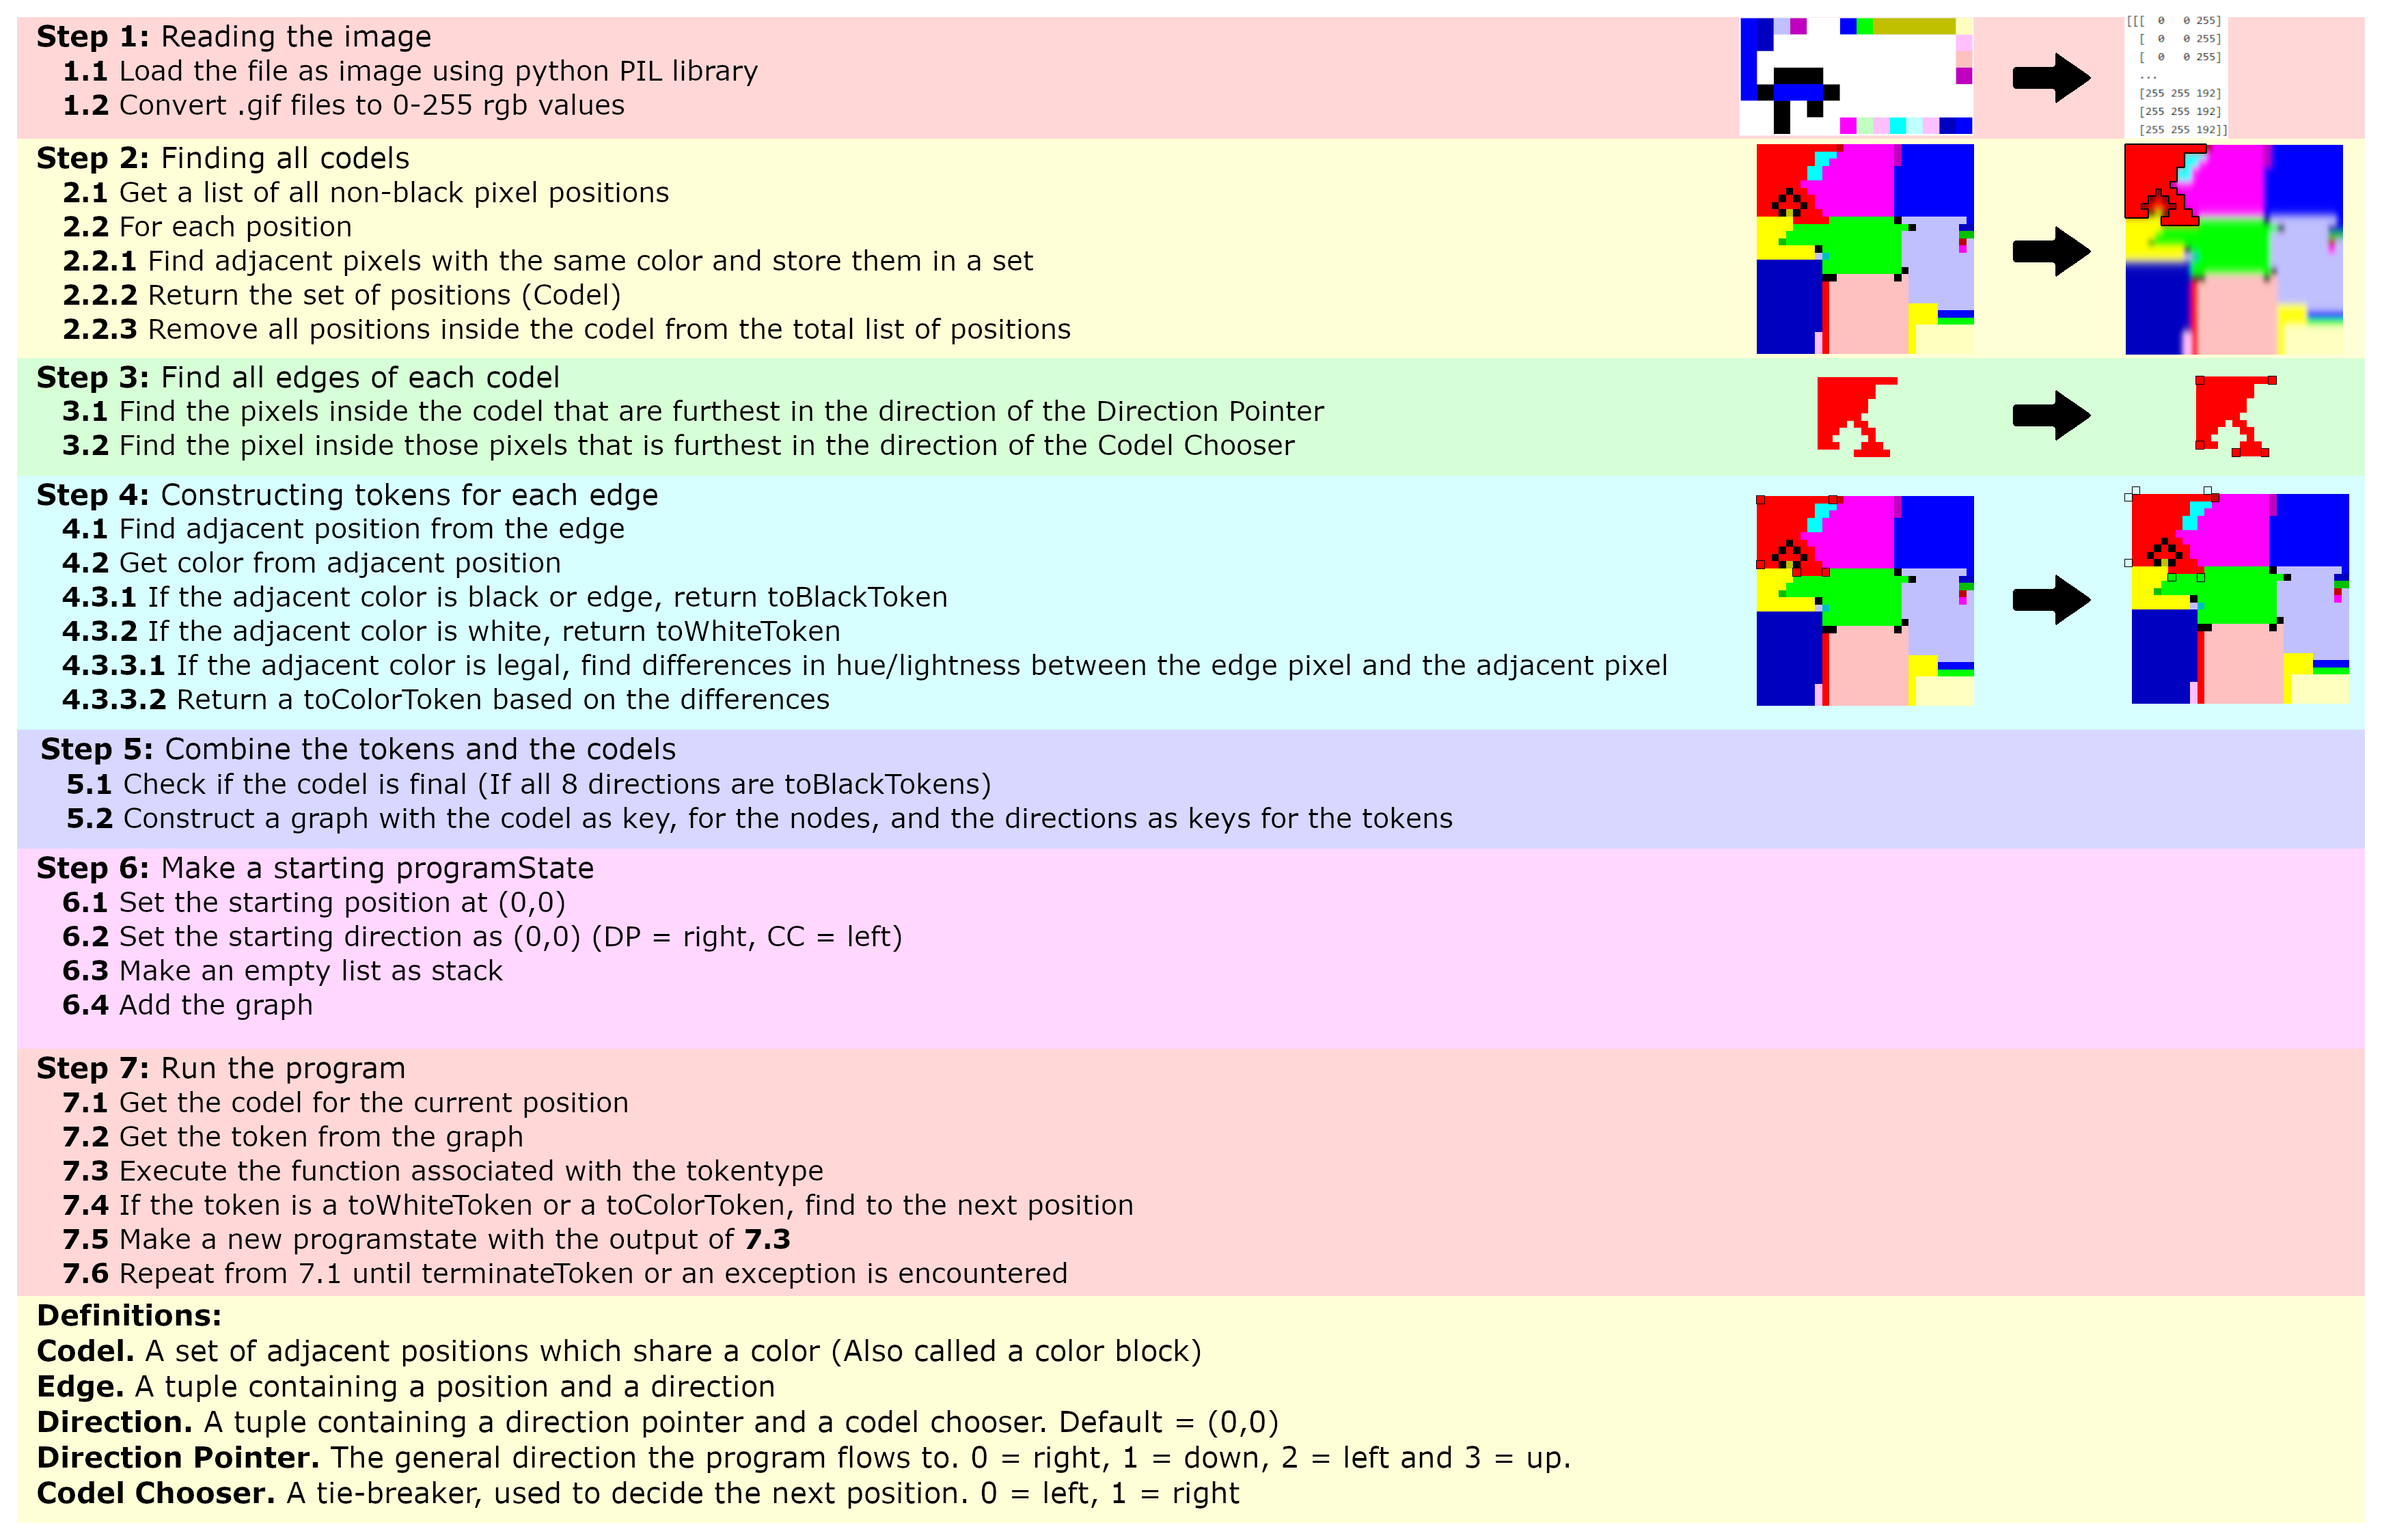 Step 1: Reading the image
1.1 Load the file as image using python PIL library
1.2 Convert .gif files to 0-255 rgb values
[[[ 0 0 255]
[ 0 0 255]
[ 0 0 255]
...
[255 255 192]
[255 255 192]
[255 255 192]]
Step 2: Finding all codels
2.1 Get a list of all non-black pixel positions
2.2 For each position
2.2.1 Find adjacent pixels with the same color and store them in a set
2.2.2 Return the set of positions (Codel)
2.2.3 Remove all positions inside the codel from the total list of positions
Step 3: Find all edges of each codel
3.1 Find the pixels inside the codel that are furthest in the direction of the Direction Pointer
3.2 Find the pixel inside those pixels that is furthest in the direction of the Codel Chooser
Step 4: Constructing tokens for each edge
4.1 Find adjacent position from the edge
4.2 Get color from adjacent position
4.3.1 If the adjacent color is black or edge, return toBlackToken
4.3.2 If the adjacent color is white, return toWhiteToken
4.3.3.1 If the adjacent color is legal, find differences in hue/lightness between the edge pixel and the adjacent pixel
4.3.3.2 Return a toColorToken based on the differences
Step 5: Combine the tokens and the codels
5.1 Check if the codel is final (If all 8 directions are toBlackTokens)
5.2 Construct a graph with the codel as key, for the nodes, and the directions as keys for the tokens
Step 6: Make a starting programState
6.1 Set the starting position at (0,0)
6.2 Set the starting direction as (0,0) (DP = right, CC = left)
6.3 Make an empty list as stack
6.4 Add the graph
Step 7: Run the program
7.1 Get the codel for the current position
7.2 Get the token from the graph
7.3 Execute the function associated with the tokentype
7.4 If the token is a toWhiteToken or a toColorToken, find to the next position
7.5 Make a new programstate with the output of 7.3
7.6 Repeat from 7.1 until terminateToken or an exception is encountered
Definitions:
Codel. A set of adjacent positions which share a color (Also called a color block)
Edge. A tuple containing a position and a direction
Direction. A tuple containing a direction pointer and a codel chooser. Default = (0,0)
Direction Pointer. The general direction the program flows to. 0 = right, 1 = down, 2 = left and 3 = up.
Codel Chooser. A tie-breaker, used to decide the next position. 0 = left, 1 = right